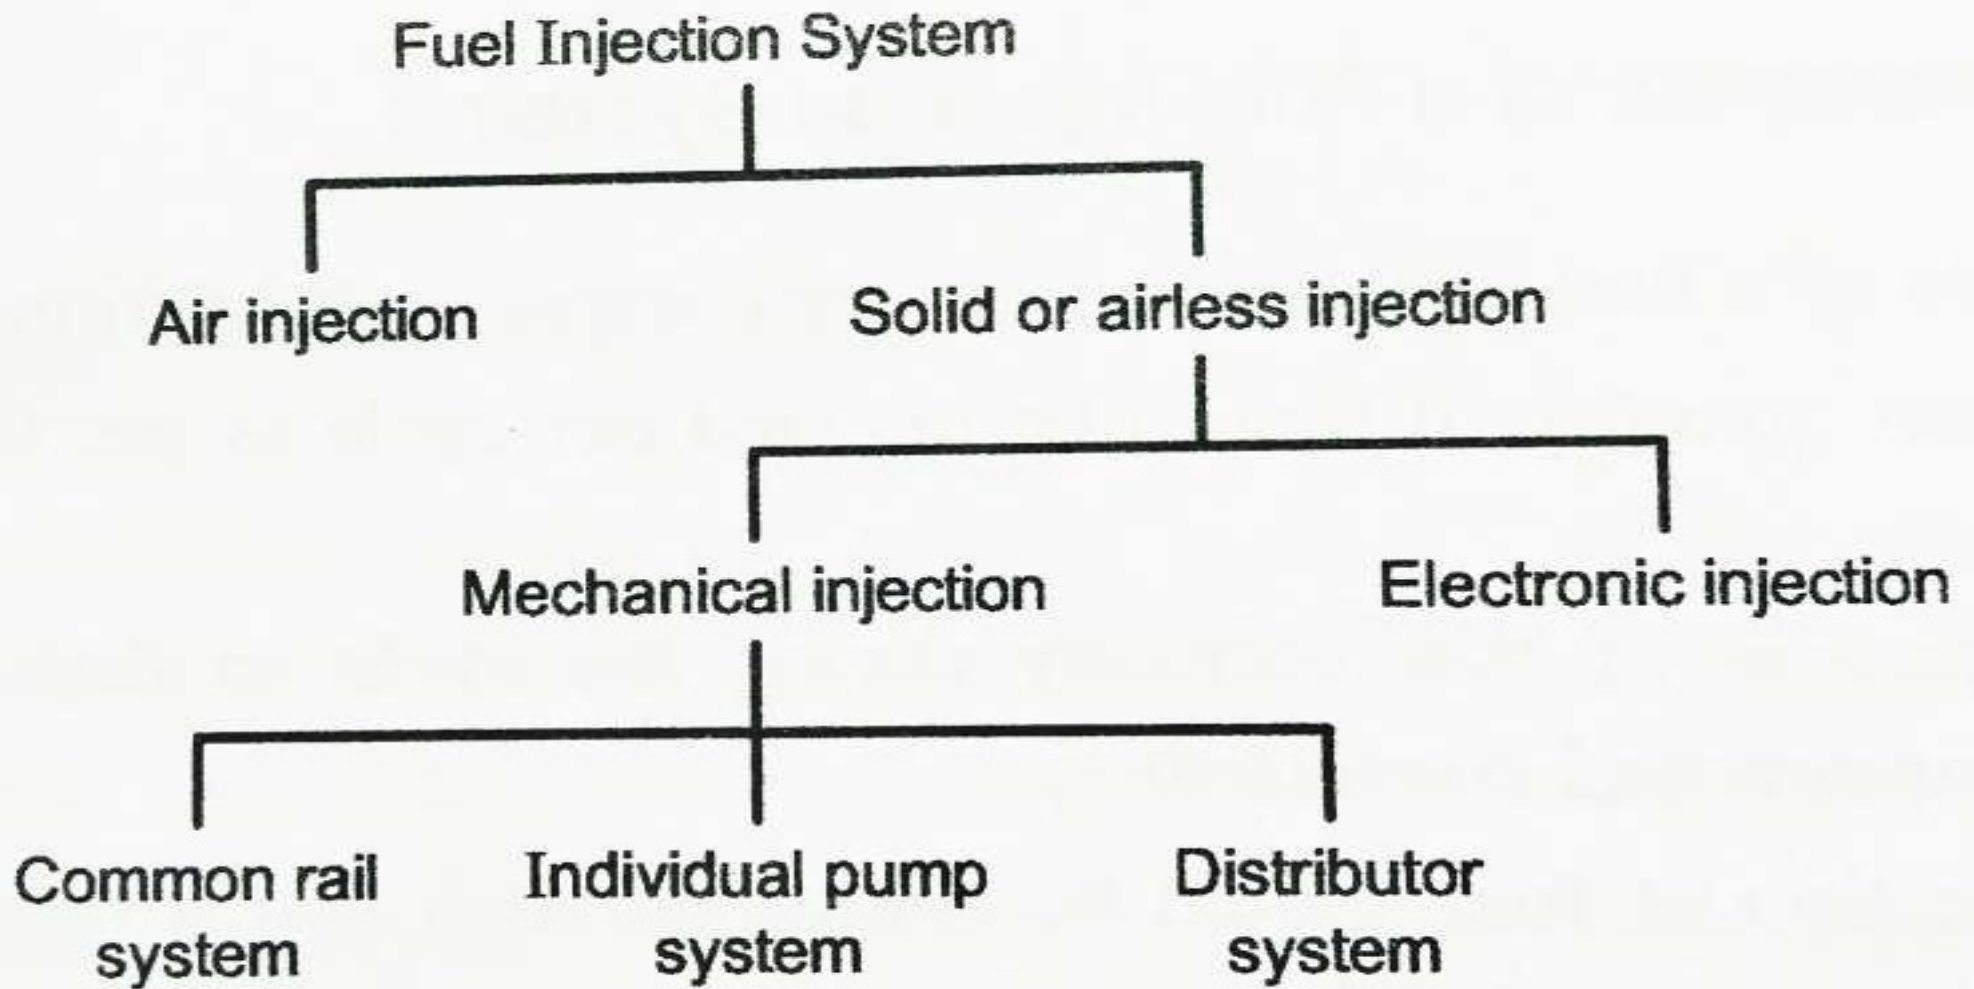 Fuel Injection System
Air injection
Solid or airless injection
Mechanical injection
Electronic injection
Common rail
system
Individual pump
system
Distributor
system